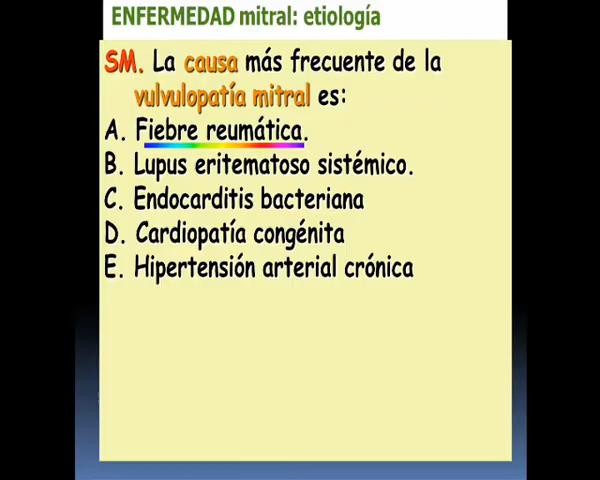 ENFERMEDAD mitral: etiología
SM. La causa más frecuente de la
vulvulopatía mitral es:
A. Fiebre reumática.
B. Lupus eritematoso sistémico.
C. Endocarditis bacteriana
D. Cardiopatía congénita
E. Hipertensión arterial crónica